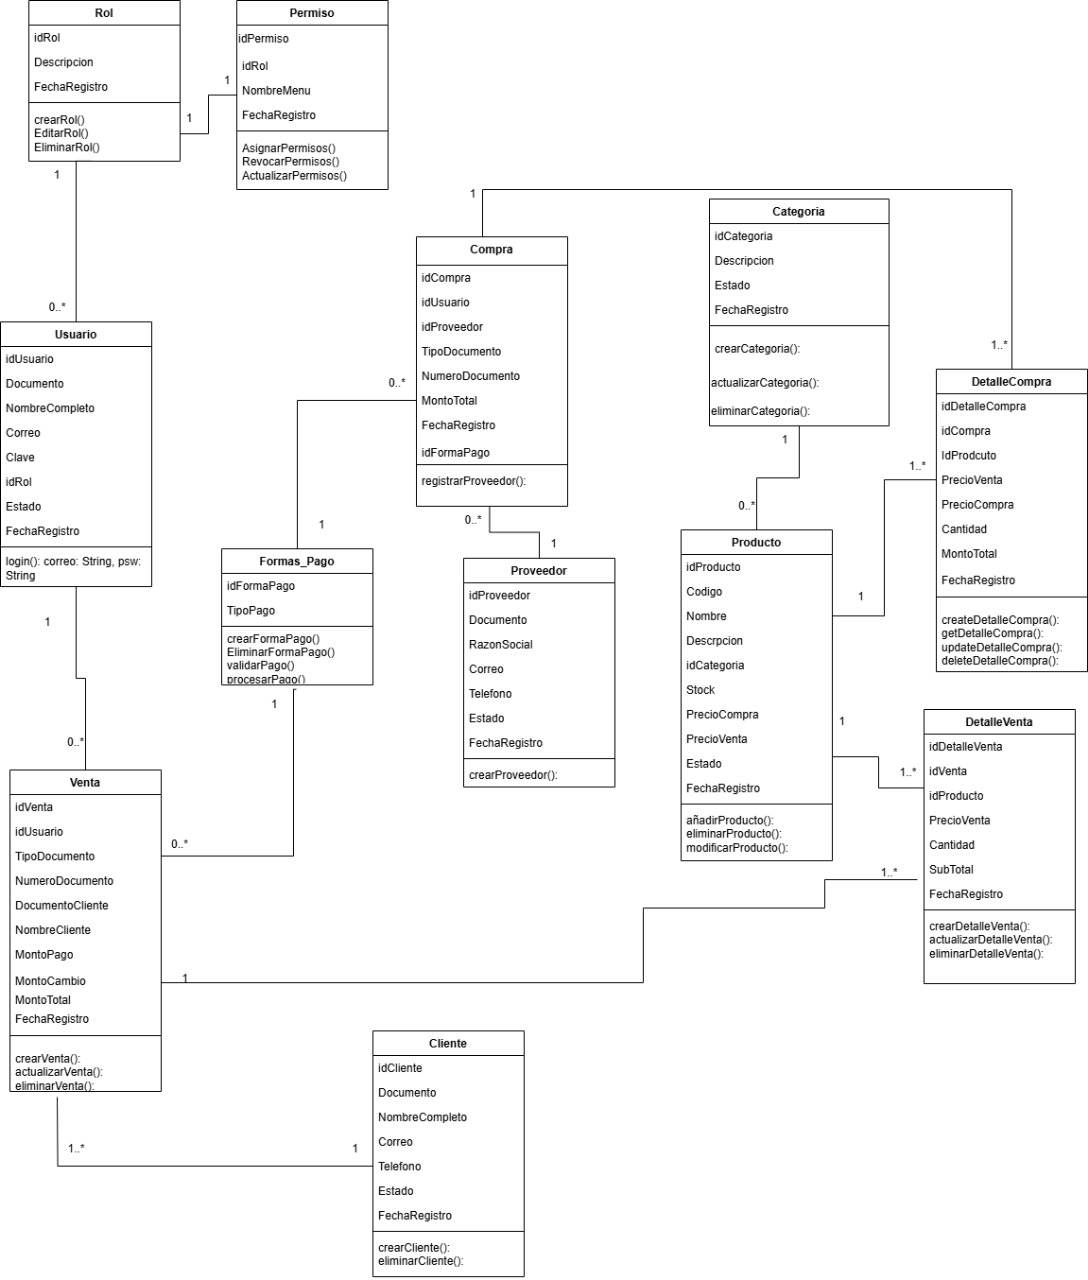 Rol
idRol
Descripcion
FechaRegistro
crearRol()
EditarRol()
EliminarRol()
1
1
Permiso
idPermiso
idRol
NombreMenu
FechaRegistro
AsignarPermisos()
RevocarPermisos()
ActualizarPermisos()
1
0..*
Usuario
idUsuario
Documento
NombreCompleto
Correo
Clave
idRol
Estado
FechaRegistro
login(): correo: String, psw:
String
1
0..*
Compra
idCompra
idUsuario
idProveedor
TipoDocumento
NumeroDocumento
MontoTotal
FechaRegistro
idFormaPago
registrarProveedor():
1
1..*
0..*
1
0..*
1
Categoria
idCategoria
Descripcion
Estado
FechaRegistro
crearCategoria():
actualizarCategoria():
eliminarCategoria():
1
0..*
DetalleCompra
idDetalleCompra
idCompra
IdProdcuto
PrecioVenta
PrecioCompra
Cantidad
MontoTotal
FechaRegistro
createDetalleCompra():
getDetalleCompra():
updateDetalleCompra():
deleteDetalleCompra():
1..*
1
Formas_Pago
idFormaPago
TipoPago
crearFormaPago()
EliminarFormaPago()
validarPago()
procesarPago()
1
0..*
Proveedor
idProveedor
Documento
RazonSocial
Correo
Telefono
Estado
FechaRegistro
crearProveedor():
Producto
idProducto
Codigo
Nombre
Descrpcion
idCategoria
Stock
PrecioCompra
PrecioVenta
Estado
FechaRegistro
añadirProducto():
eliminarProducto():
modificarProducto():
1
1..*
DetalleVenta
idDetalleVenta
idVenta
idProducto
PrecioVenta
Cantidad
SubTotal
FechaRegistro
crearDetalleVenta():
actualizarDetalleVenta():
eliminarDetalleVenta():
1..*
1
Venta
idVenta
idUsuario
TipoDocumento
NumeroDocumento
DocumentoCliente
NombreCliente
MontoPago
MontoCambio
MontoTotal
FechaRegistro
crearVenta():
actualizarVenta():
eliminarVenta():
1..*
1
Cliente
idCliente
Documento
NombreCompleto
Correo
Telefono
Estado
FechaRegistro
crearCliente():
eliminarCliente():